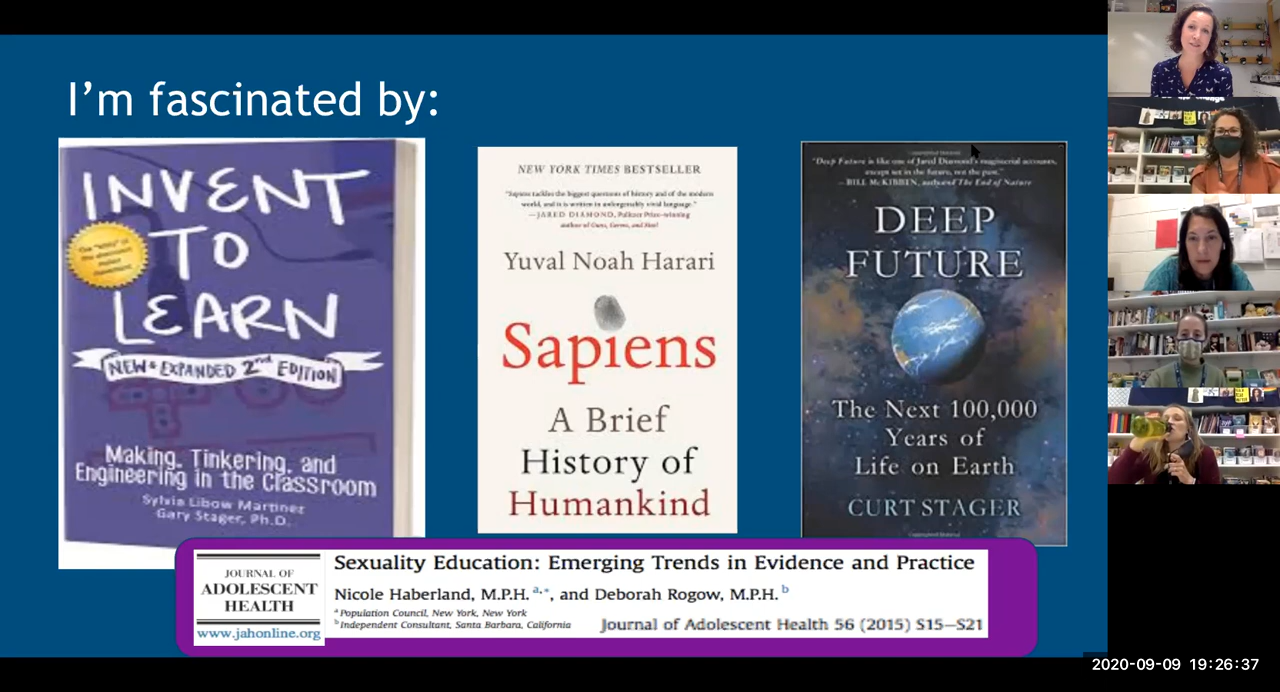 I'm fascinated by:
INVENT
TO
LEARN
NEW & EXPANDED 2nd EDITION
Making, Tinkering, and
Engineering in the Classroom
Sylvia Libow Martinez
Gary Stager, Ph.D.
NEW YORK TIMES BESTSELLER
"Sapiens tackles the biggest questions of history and of the modern
world, and it is written in unforgettably vivid language."
—JARED DIAMOND, Pulitzer Prize–winning
author of Guns, Germs, and Steel
Yuval Noah Harari
Sapiens
A Brief
History of
Humankind
"Deep Future is like one of Jared Diamond's magisterial accounts,
except set in the future, not the past."
—BILL McKIBBEN, author of The End of Nature
DEEP
FUTURE
The Next 100,000
Years of
Life on Earth
CURT STAGER
JOURNAL OF
ADOLESCENT
HEALTH
www.jahonline.org
Sexuality Education: Emerging Trends in Evidence and Practice
Nicole Haberland, M.P.H. a,*, and Deborah Rogow, M.P.H. b
a Population Council, New York, New York
b Independent Consultant, Santa Barbara, California
Journal of Adolescent Health 56 (2015) S15–S21
2020-09-09 19:26:37